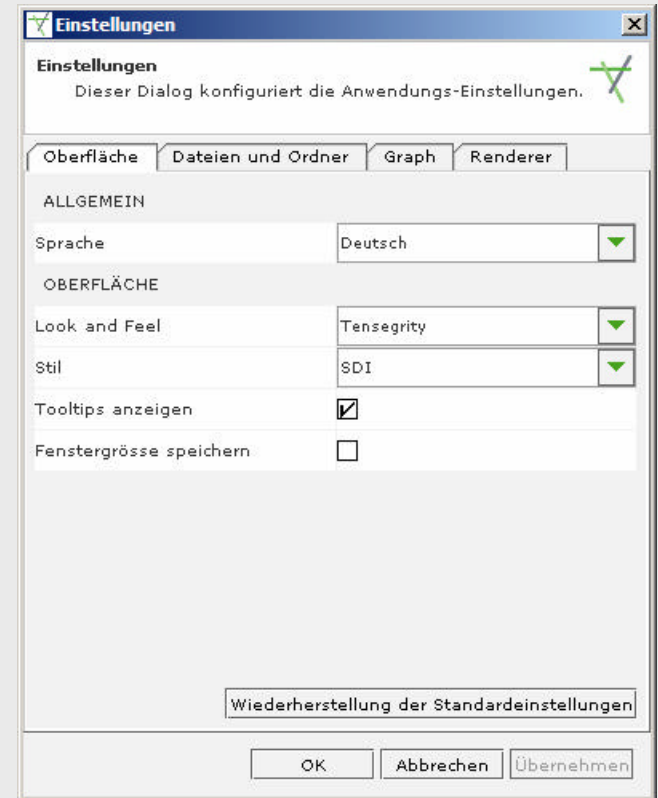 Einstellungen
Einstellungen
Dieser Dialog konfiguriert die Anwendungs-Einstellungen.
Oberfläche Dateien und Ordner Graph Renderer
ALLGEMEIN
Sprache Deutsch
OBERFLÄCHE
Look and Feel Tensegrity
Stil SDI
Tooltips anzeigen
Fenstergrösse speichern
Wiederherstellung der Standardeinstellungen
OK Abbrechen Übernehmen